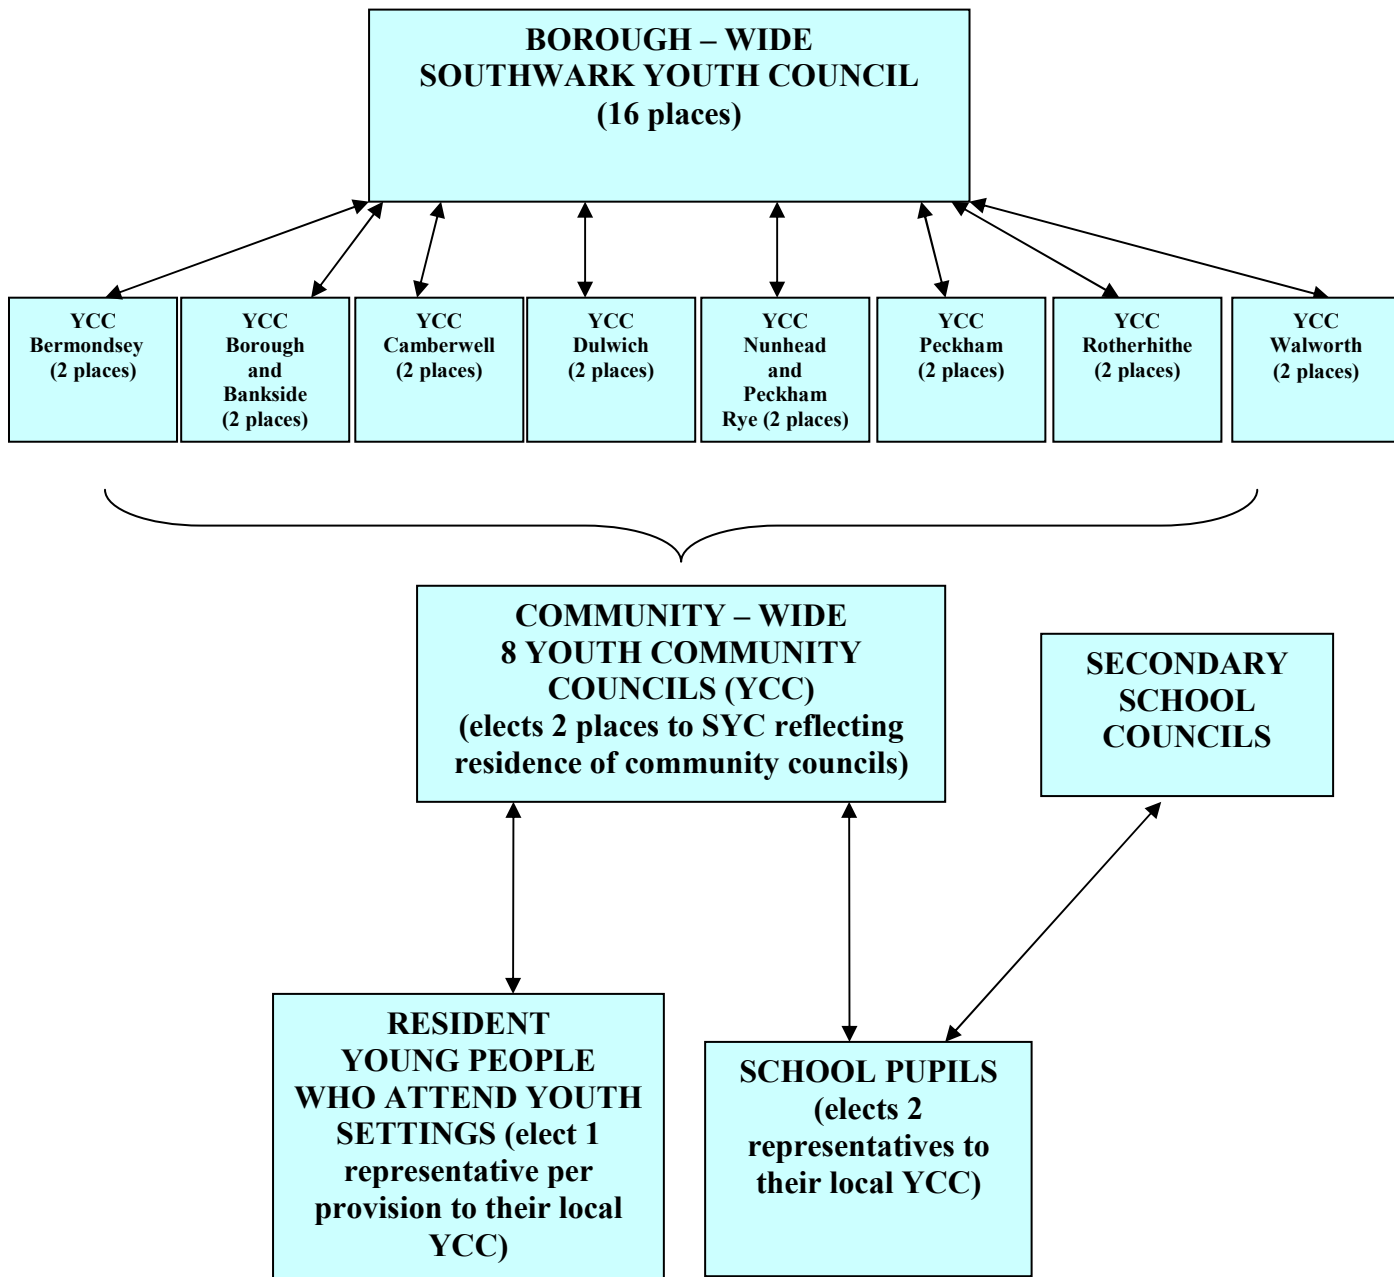 BOROUGH – WIDE
SOUTHWARK YOUTH COUNCIL
(16 places)
YCC
Bermondsey
(2 places)
YCC
Borough
and
Bankside
(2 places)
YCC
Camberwell
(2 places)
YCC
Dulwich
(2 places)
YCC
Nunhead
and
Peckham
Rye (2 places)
YCC
Peckham
(2 places)
YCC
Rotherhithe
(2 places)
YCC
Walworth
(2 places)
COMMUNITY – WIDE
8 YOUTH COMMUNITY
COUNCILS (YCC)
(elects 2 places to SYC reflecting
residence of community councils)
SECONDARY
SCHOOL
COUNCILS
RESIDENT
YOUNG PEOPLE
WHO ATTEND YOUTH
SETTINGS (elect 1
representative per
provision to their local
YCC)
SCHOOL PUPILS
(elects 2
representatives to
their local YCC)